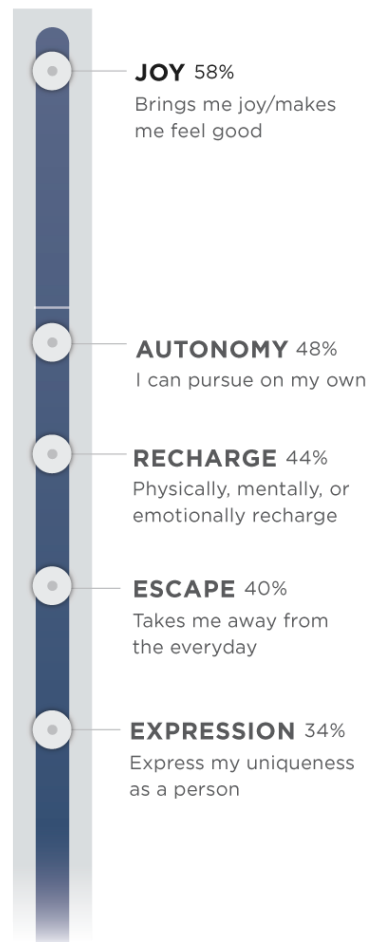 JOY 58%
Brings me joy/makes
me feel good
AUTONOMY 48%
I can pursue on my own
RECHARGE 44%
Physically, mentally, or
emotionally recharge
ESCAPE 40%
Takes me away from
the everyday
EXPRESSION 34%
Express my uniqueness
as a person